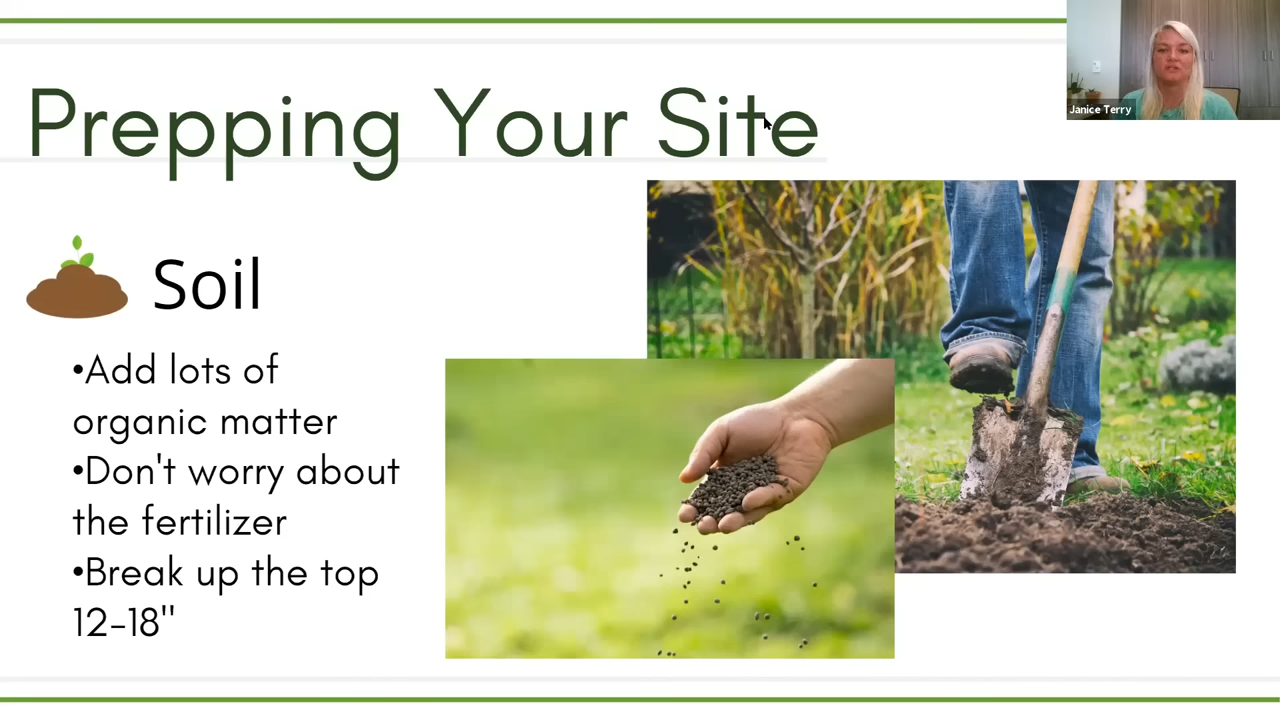 Janice Terry
Prepping Your Site
Soil
•Add lots of
organic matter
•Don't worry about
the fertilizer
•Break up the top
12-18"